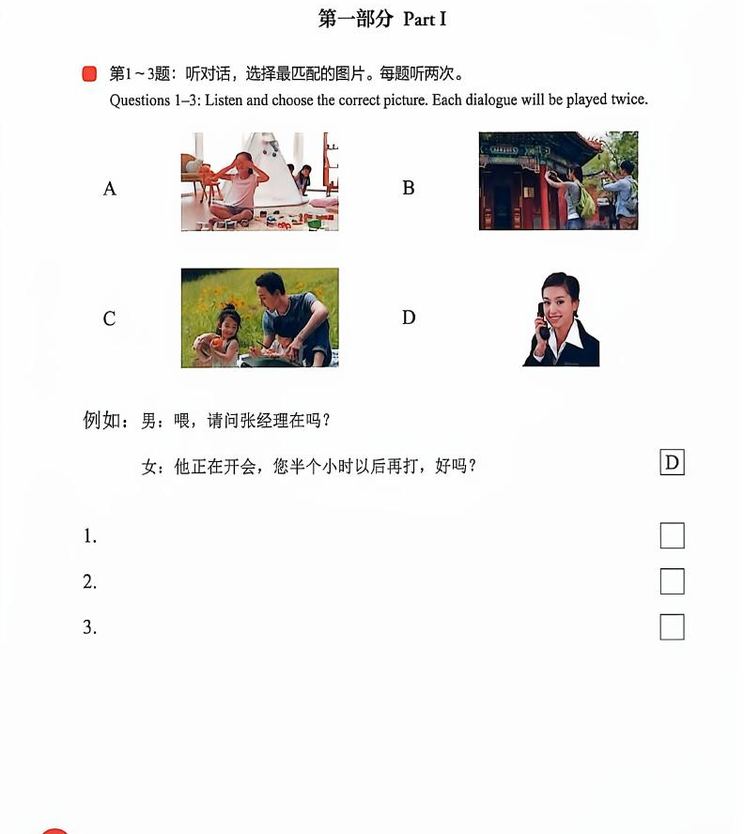 第一部分 Part I
第1~3题：听对话，选择最匹配的图片。每题听两次。
Questions 1–3: Listen and choose the correct picture. Each dialogue will be played twice.
A
B
C
D
例如：男：喂，请问张经理在吗？
女：他正在开会，您半个小时以后再打，好吗？
D
1.
2.
3.